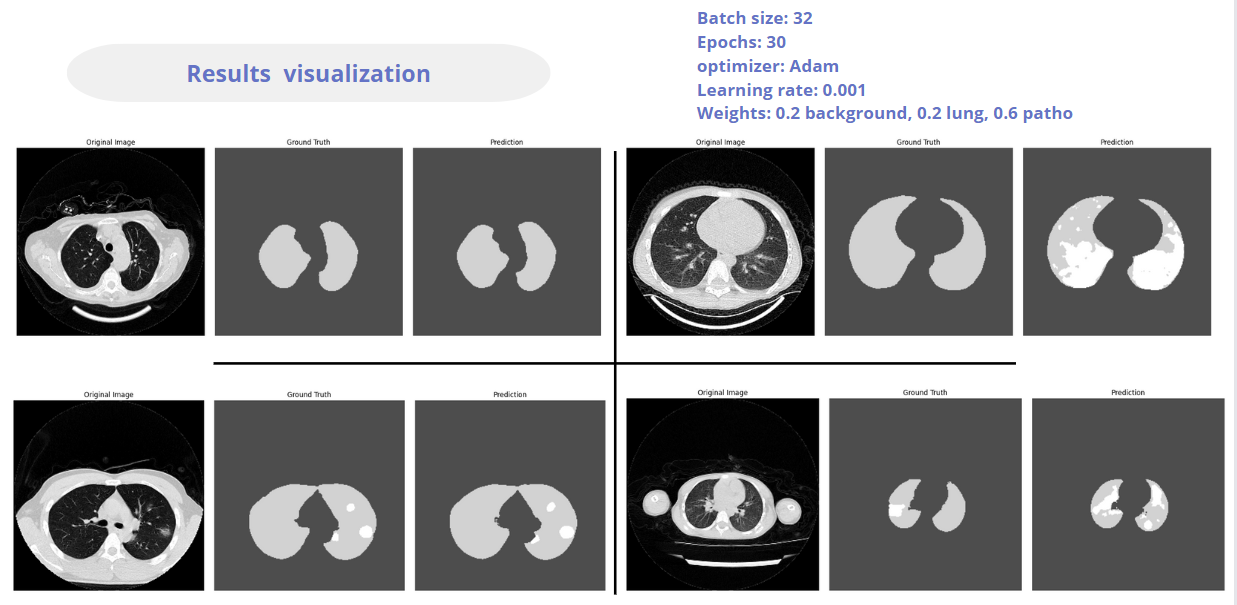 Results visualization
Batch size: 32
Epochs: 30
optimizer: Adam
Learning rate: 0.001
Weights: 0.2 background, 0.2 lung, 0.6 patho
Original Image
Ground Truth
Prediction
Original Image
Ground Truth
Prediction
Original Image
Ground Truth
Prediction
Original Image
Ground Truth
Prediction